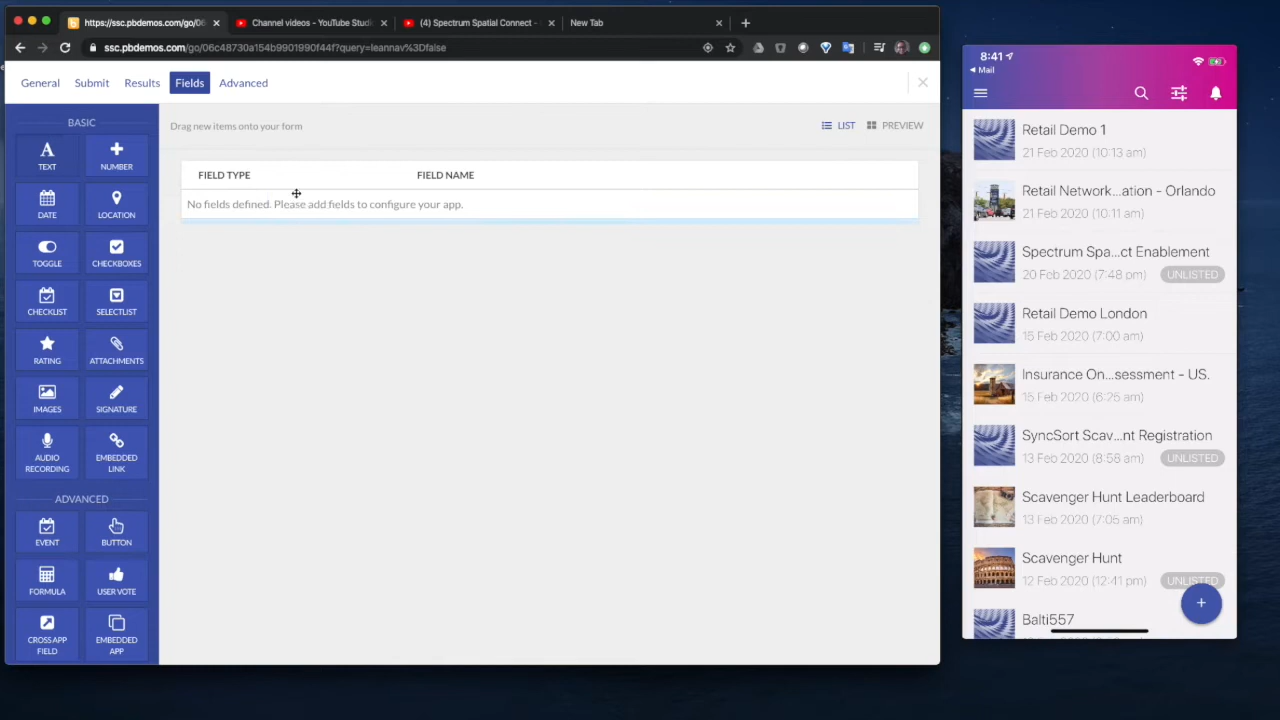 https://ssc.pbdemos.com/go/06
Channel videos - YouTube Studi
(4) Spectrum Spatial Connect -
New Tab
ssc.pbdemos.com/go/06c48730a154b9901990f44f?query=leannav%3Dfalse
General
Submit
Results
Fields
Advanced
BASIC
TEXT
NUMBER
DATE
LOCATION
TOGGLE
CHECKBOXES
CHECKLIST
SELECTLIST
RATING
ATTACHMENTS
IMAGES
SIGNATURE
AUDIO
RECORDING
EMBEDDED
LINK
ADVANCED
EVENT
BUTTON
FORMULA
USER VOTE
CROSS APP
FIELD
EMBEDDED
APP
Drag new items onto your form
LIST
PREVIEW
FIELD TYPE
FIELD NAME
No fields defined. Please add fields to configure your app.
8:41
Mail
Retail Demo 1
21 Feb 2020 (10:13 am)
Retail Network...ation - Orlando
21 Feb 2020 (10:11 am)
Spectrum Spa...ct Enablement
20 Feb 2020 (7:48 pm)
UNLISTED
Retail Demo London
15 Feb 2020 (7:00 am)
Insurance On...sessment - US.
15 Feb 2020 (6:25 am)
SyncSort Scav...nt Registration
13 Feb 2020 (8:58 am)
UNLISTED
Scavenger Hunt Leaderboard
13 Feb 2020 (7:05 am)
Scavenger Hunt
12 Feb 2020 (12:41 pm)
UNLISTED
Balti557